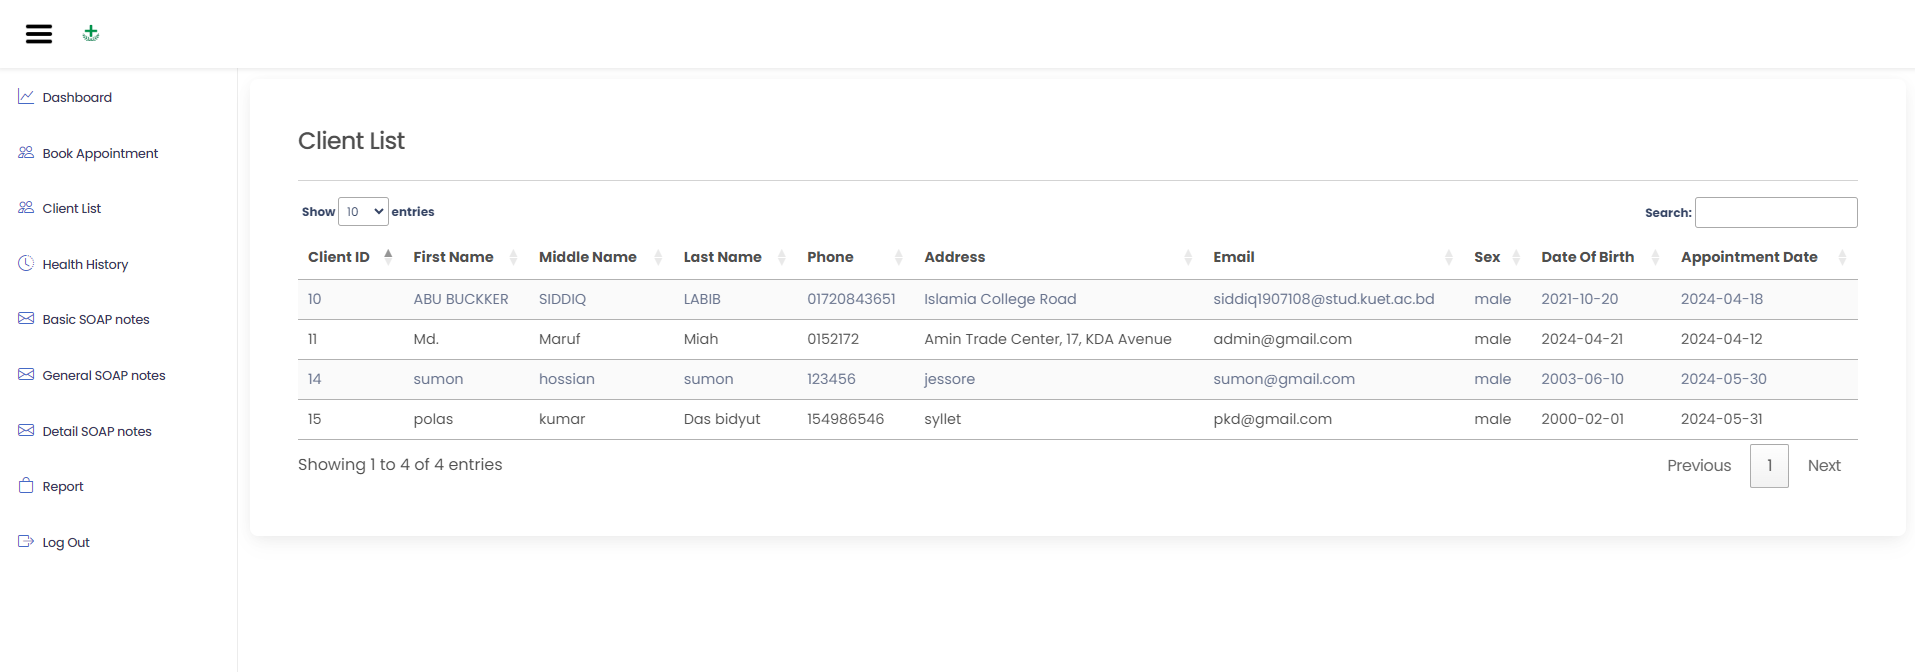 Dashboard
Book Appointment
Client List
Health History
Basic SOAP notes
General SOAP notes
Detail SOAP notes
Report
Log Out
Client List
Show 10 entries
Search:
Client ID First Name Middle Name Last Name Phone Address Email Sex Date Of Birth Appointment Date
10 ABU BUCKKER SIDDIQ LABIB 01720843651 Islamia College Road siddiq1907108@stud.kuet.ac.bd male 2021-10-20 2024-04-18
11 Md. Maruf Miah 0152172 Amin Trade Center, 17, KDA Avenue admin@gmail.com male 2024-04-21 2024-04-12
14 sumon hossian sumon 123456 jessore sumon@gmail.com male 2003-06-10 2024-05-30
15 polas kumar Das bidyut 154986546 syllet pkd@gmail.com male 2000-02-01 2024-05-31
Showing 1 to 4 of 4 entries
Previous 1 Next